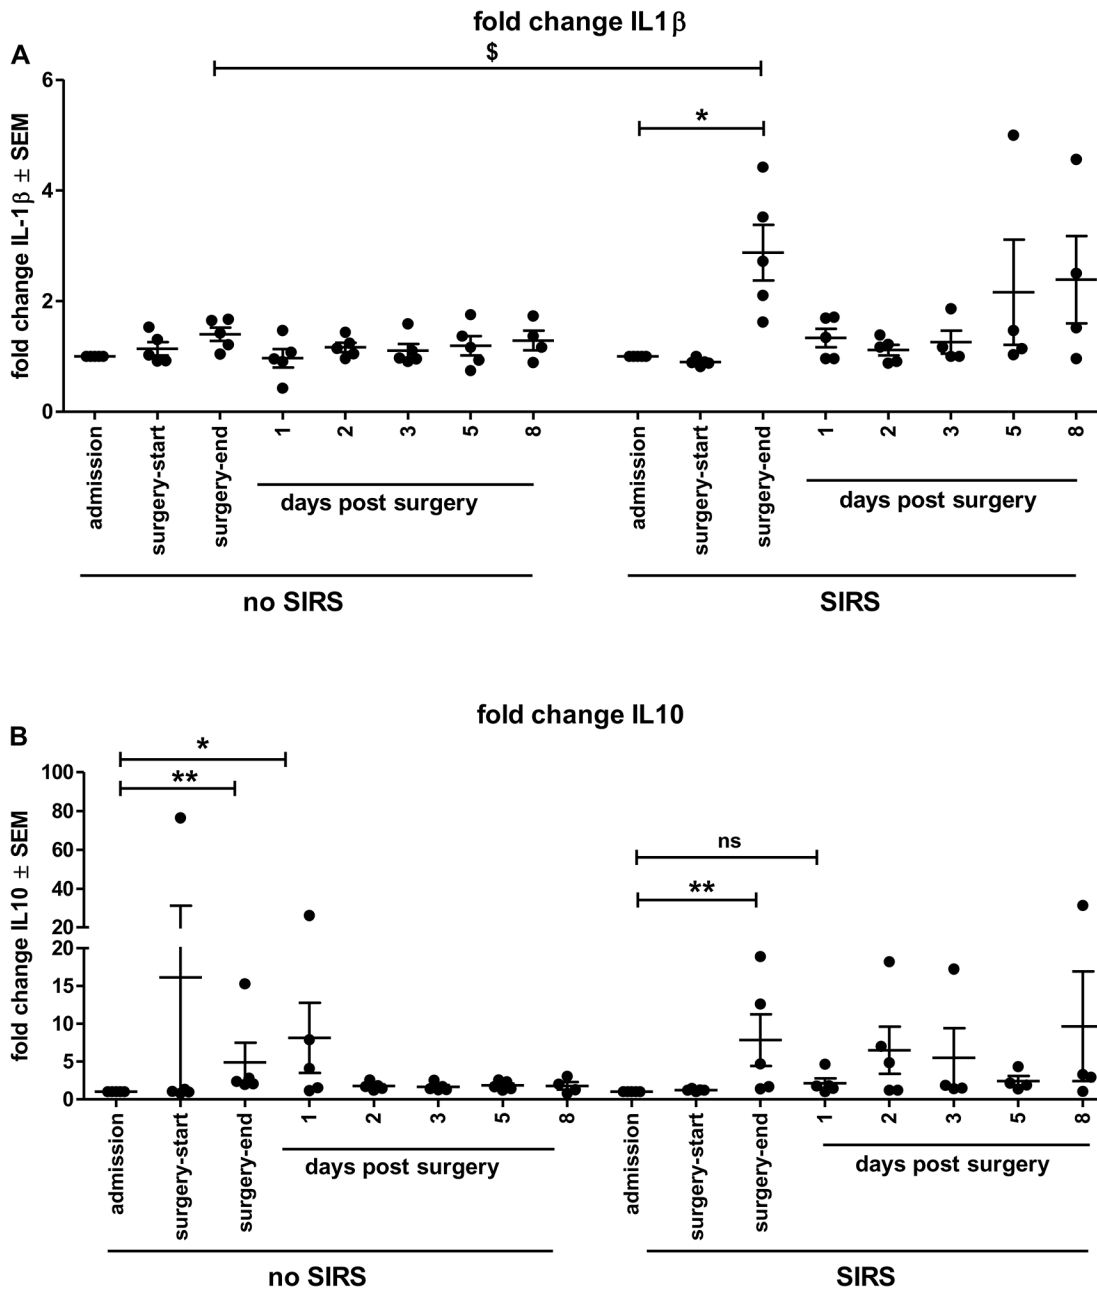 fold change IL1β
A
$
*
fold change IL-1β ± SEM
6
4
2
0
admission surgery-start surgery-end 1 2 3 5 8 admission surgery-start surgery-end 1 2 3 5 8
days post surgery days post surgery
no SIRS SIRS
fold change IL10
B
*
**
ns
**
fold change IL10 ± SEM
100
80
60
40
20
20
15
10
5
0
admission surgery-start surgery-end 1 2 3 5 8 admission surgery-start surgery-end 1 2 3 5 8
days post surgery days post surgery
no SIRS SIRS